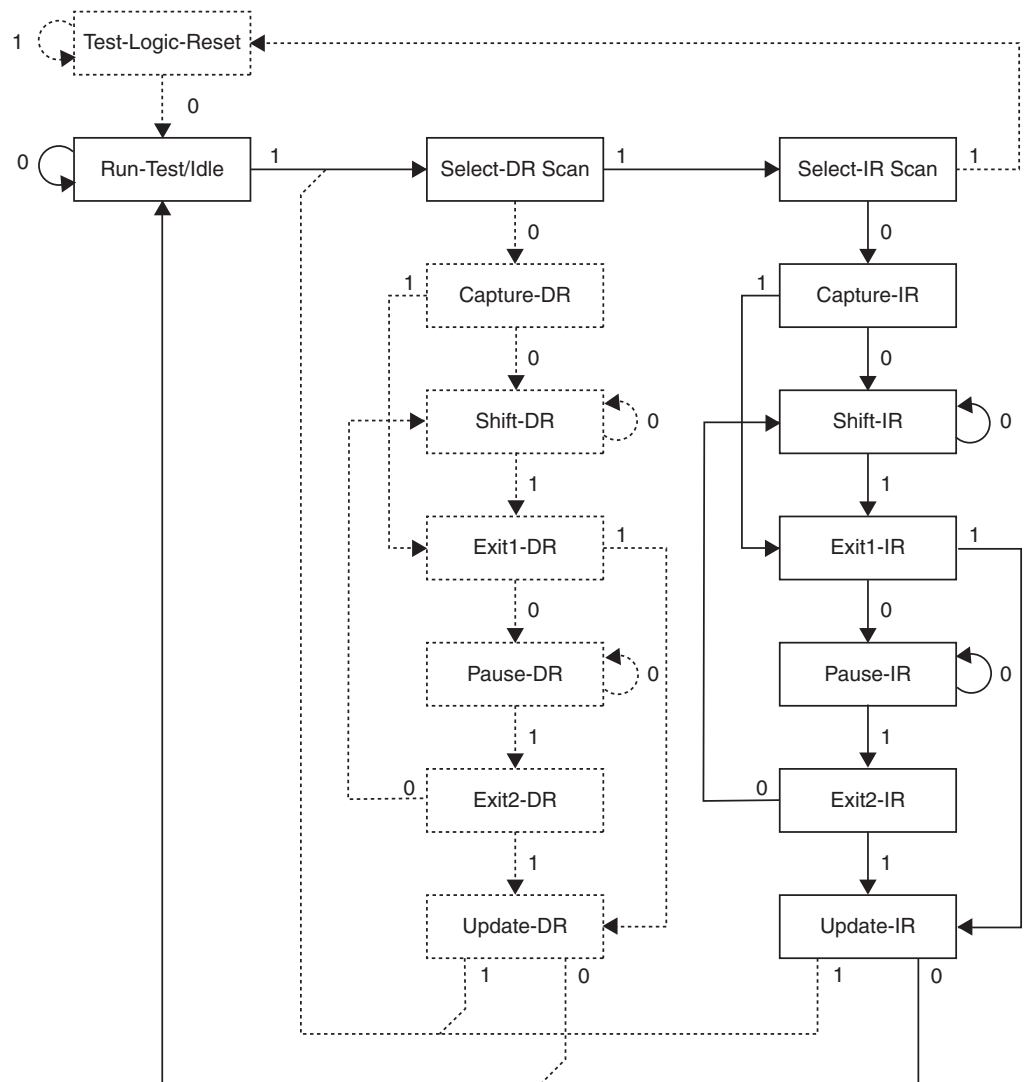 1
Test-Logic-Reset
0
0
Run-Test/Idle
1
Select-DR Scan
1
Select-IR Scan
1
0
0
1
Capture-DR
1
Capture-IR
0
0
Shift-DR
0
Shift-IR
0
1
1
Exit1-DR
1
Exit1-IR
1
0
0
Pause-DR
0
Pause-IR
0
1
1
0
Exit2-DR
0
Exit2-IR
1
1
Update-DR
Update-IR
1
0
1
0